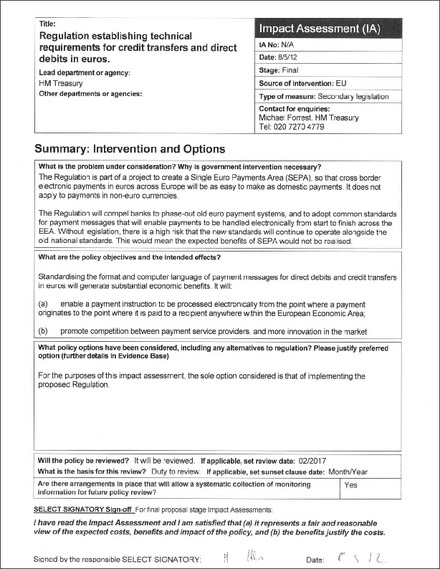 Title:
Regulation establishing technical
requirements for credit transfers and direct
debits in euros.
Lead department or agency:
HM Treasury
Other departments or agencies:
Impact Assessment (IA)
IA No: N/A
Date: 8/5/12
Stage: Final
Source of intervention: EU
Type of measure: Secondary legislation
Contact for enquiries:
Michael Forrest, HM Treasury
Tel: 020 7270 4779
Summary: Intervention and Options
What is the problem under consideration? Why is government intervention necessary?
The Regulation is part of a project to create a Single Euro Payments Area (SEPA), so that cross border
electronic payments in euros across Europe will be as easy to make as domestic payments. It does not
apply to payments in non-euro currencies.
The Regulation will compel banks to phase-out old euro payment systems, and to adopt common standards
for payment messages that will enable payments to be handled electronically from start to finish across the
EEA. Without legislation, there is a high risk that the new standards will continue to operate alongside the
old national standards. This would mean the expected benefits of SEPA would not be realised.
What are the policy objectives and the intended effects?
Standardising the format and computer language of payment messages for direct debits and credit transfers
in euros will generate substantial economic benefits. It will:
(a) enable a payment instruction to be processed electronically from the point where a payment
originates to the point where it is paid to a recipient anywhere within the European Economic Area;
(b) promote competition between payment service providers, and more innovation in the market
What policy options have been considered, including any alternatives to regulation? Please justify preferred
option (further details in Evidence Base)
For the purposes of this impact assessment, the sole option considered is that of implementing the
proposed Regulation.
Will the policy be reviewed? It will be reviewed. If applicable, set review date: 02/2017
What is the basis for this review? Duty to review. If applicable, set sunset clause date: Month/Year
Are there arrangements in place that will allow a systematic collection of monitoring
information for future policy review?
Yes
SELECT SIGNATORY Sign-off For final proposal stage Impact Assessments:
I have read the Impact Assessment and I am satisfied that (a) it represents a fair and reasonable
view of the expected costs, benefits and impact of the policy, and (b) the benefits justify the costs.
Signed by the responsible SELECT SIGNATORY: Date: